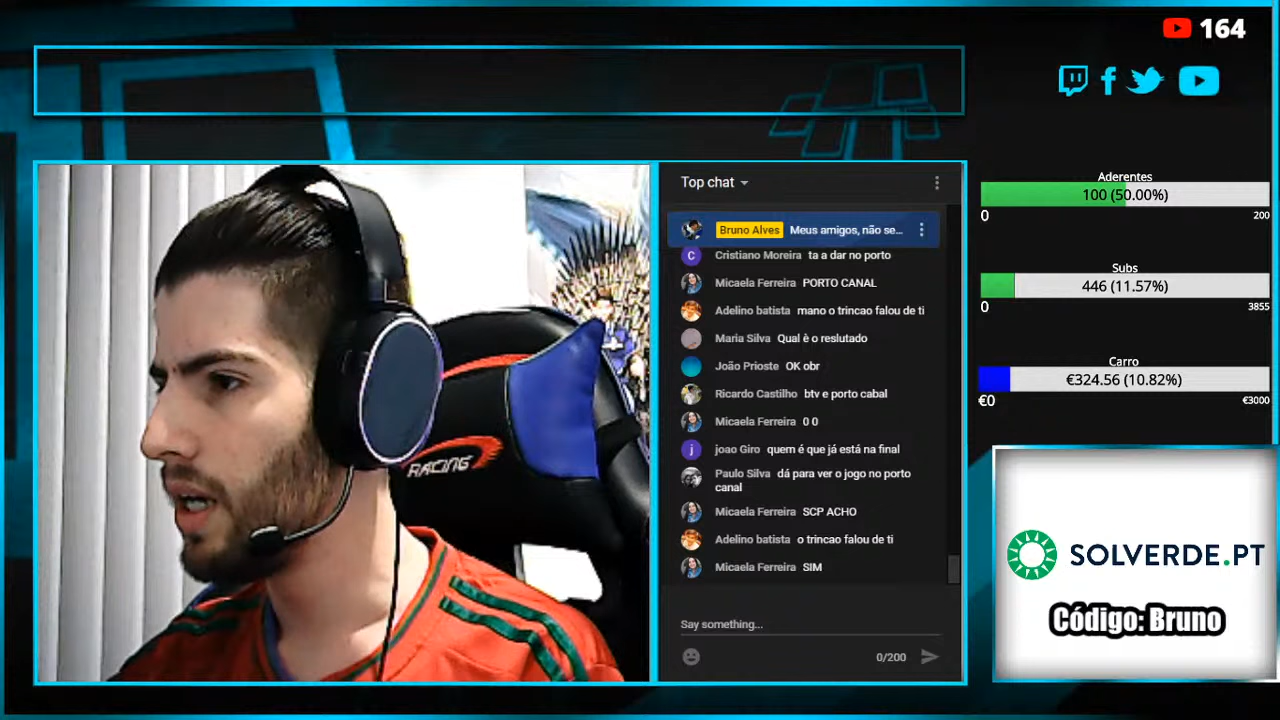 164
Top chat
Bruno Alves Meus amigos, não se...
Cristiano Moreira ta a dar no porto
Micaela Ferreira PORTO CANAL
Adelino batista mano o trincao falou de ti
Maria Silva Qual è o reslutado
João Prioste OK obr
Ricardo Castilho btv e porto cabal
Micaela Ferreira 0 0
joao Giro quem é que já está na final
Paulo Silva dá para ver o jogo no porto
canal
Micaela Ferreira SCP ACHO
Adelino batista o trincao falou de ti
Micaela Ferreira SIM
Say something...
0/200
Aderentes
100 (50.00%)
0 200
Subs
446 (11.57%)
0 3855
Carro
€324.56 (10.82%)
€0 €3000
SOLVERDE.PT
Código: Bruno
RACING